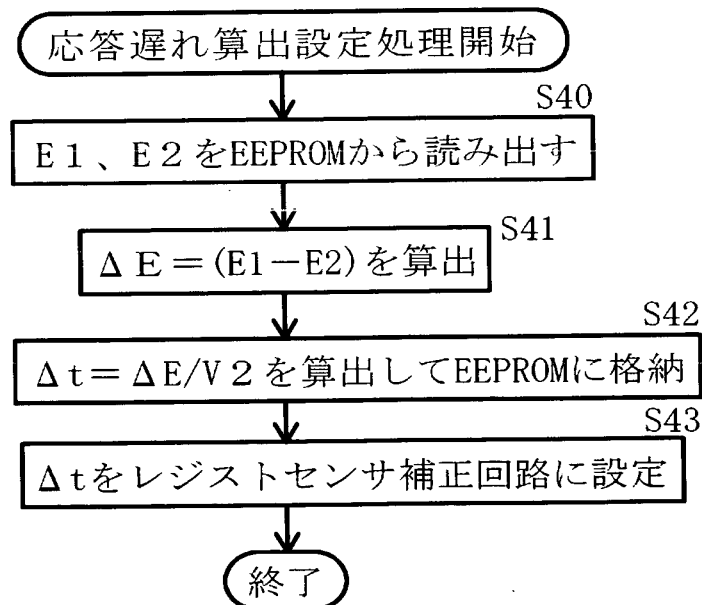 応答遅れ算出設定処理開始
S40
E1、E2をEEPROMから読み出す
S41
ΔE=(E1-E2)を算出
S42
Δt=ΔE/V2を算出してEEPROMに格納
S43
Δtをレジストセンサ補正回路に設定
終了